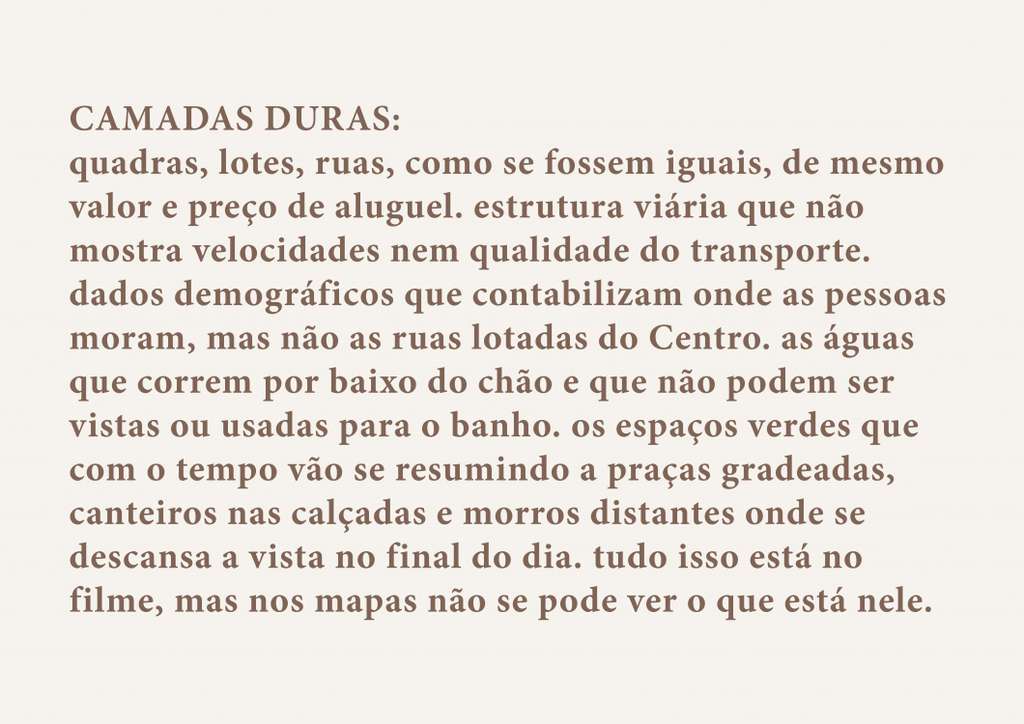 CAMADAS DURAS:
quadras, lotes, ruas, como se fossem iguais, de mesmo
valor e preço de aluguel. estrutura viária que não
mostra velocidades nem qualidade do transporte.
dados demográficos que contabilizam onde as pessoas
moram, mas não as ruas lotadas do Centro. as águas
que correm por baixo do chão e que não podem ser
vistas ou usadas para o banho. os espaços verdes que
com o tempo vão se resumindo a praças gradeadas,
canteiros nas calçadas e morros distantes onde se
descansa a vista no final do dia. tudo isso está no
filme, mas nos mapas não se pode ver o que está nele.